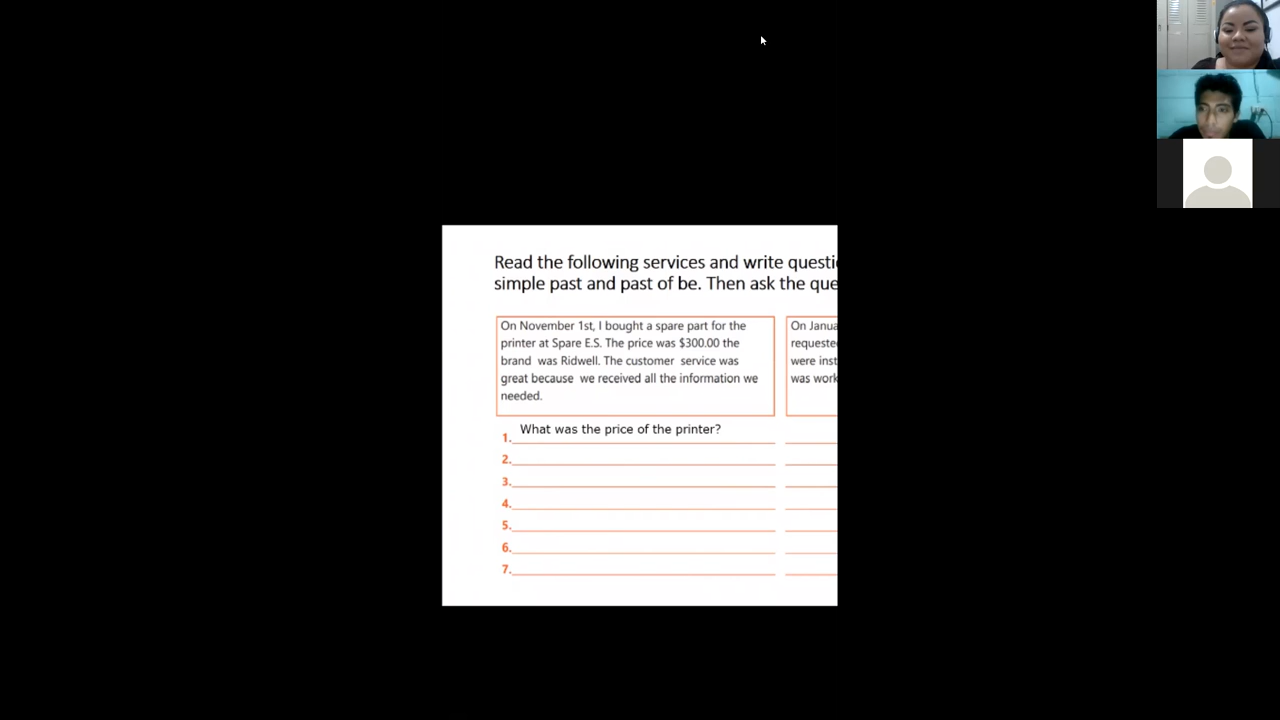 Read the following services and write questi
simple past and past of be. Then ask the que
On November 1st, I bought a spare part for the
printer at Spare E.S. The price was $300.00 the
brand was Ridwell. The customer service was
great because we received all the information we
needed.
On Janua
requeste
were inst
was work
1. What was the price of the printer?
2.
3.
4.
5.
6.
7.